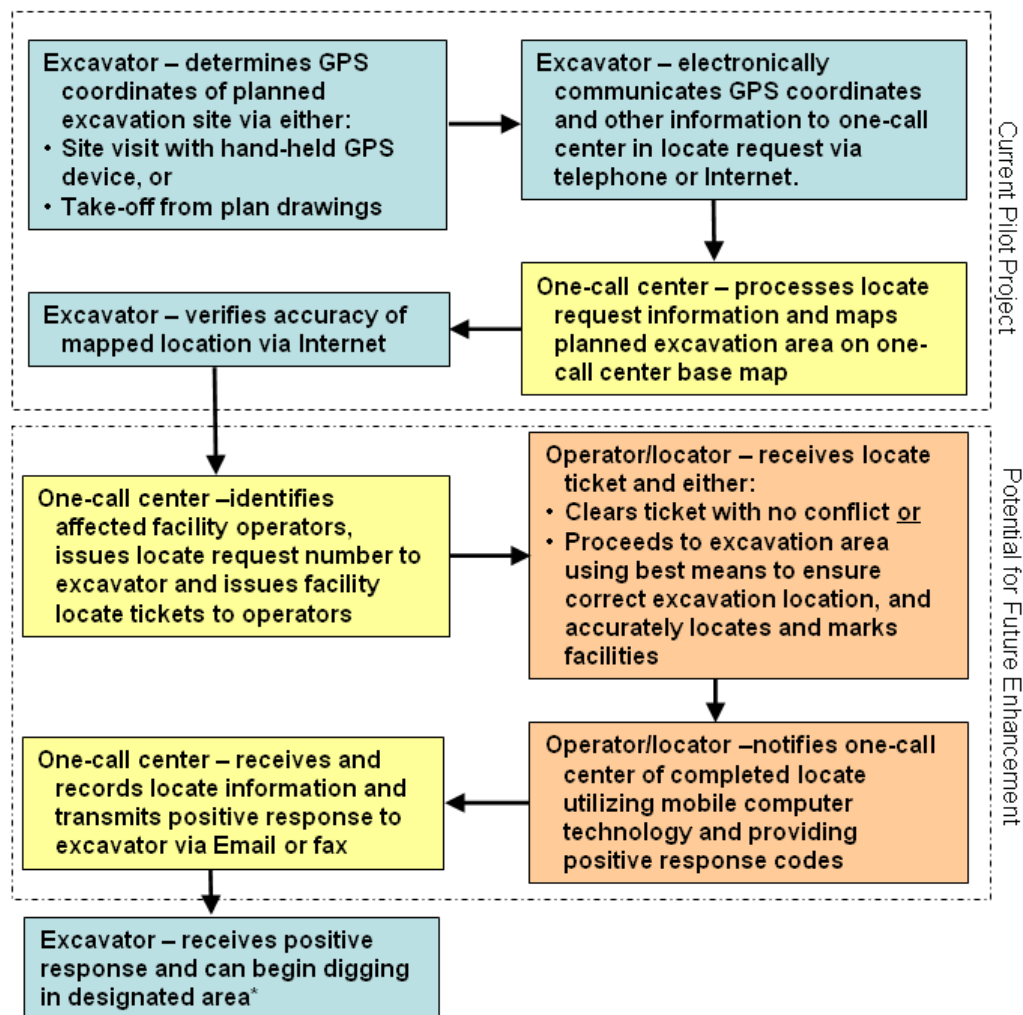 Excavator – determines GPS
coordinates of planned
excavation site via either:
• Site visit with hand-held GPS
device, or
• Take-off from plan drawings
Excavator – electronically
communicates GPS coordinates
and other information to one-call
center in locate request via
telephone or Internet.
One-call center – processes locate
request information and maps
planned excavation area on one-
call center base map
Excavator – verifies accuracy of
mapped location via Internet
Current Pilot Project
One-call center –identifies
affected facility operators,
issues locate request number to
excavator and issues facility
locate tickets to operators
Operator/locator – receives locate
ticket and either:
• Clears ticket with no conflict or
• Proceeds to excavation area
using best means to ensure
correct excavation location, and
accurately locates and marks
facilities
Operator/locator –notifies one-call
center of completed locate
utilizing mobile computer
technology and providing
positive response codes
One-call center – receives and
records locate information and
transmits positive response to
excavator via Email or fax
Potential for Future Enhancement
Excavator – receives positive
response and can begin digging
in designated area*